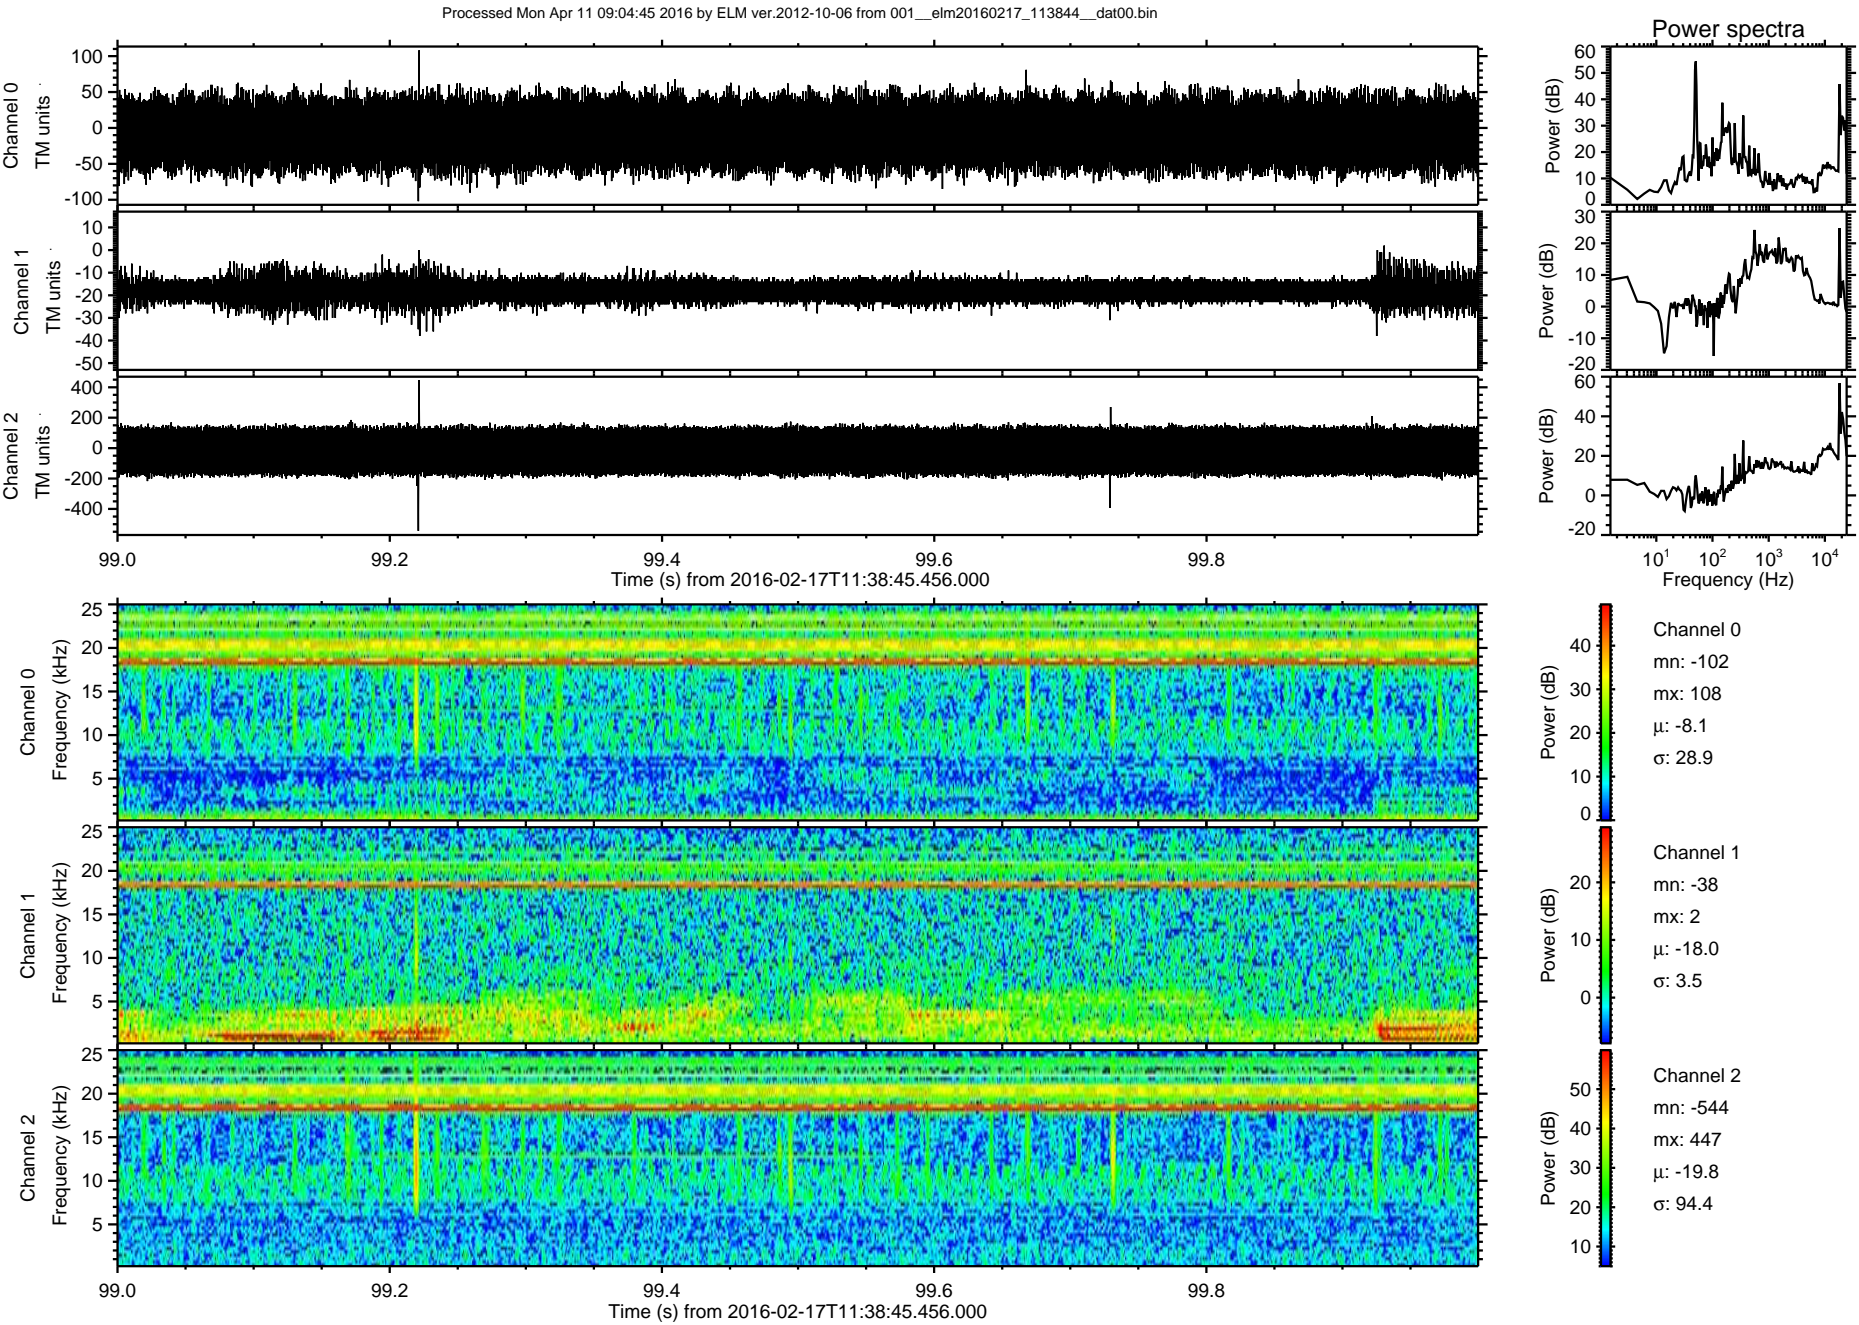 Processed Mon Apr 11 09:04:45 2016 by ELM ver.2012-10-06 from 001__elm20160217_113844__dat00.bin
Power spectra
Channel 0
TM units
100
50
0
-50
-100
Power (dB)
60
50
40
30
20
10
0
Channel 1
TM units
10
0
-10
-20
-30
-40
-50
Power (dB)
30
20
10
0
-10
-20
Channel 2
TM units
400
200
0
-200
-400
Power (dB)
60
40
20
0
-20
99.0 99.2 99.4 99.6 99.8
Time (s) from 2016-02-17T11:38:45.456.000
10¹ 10² 10³ 10⁴
Frequency (Hz)
Channel 0
Frequency (kHz)
25
20
15
10
5
Power (dB)
40
30
20
10
0
Channel 0
mn: -102
mx: 108
μ: -8.1
σ: 28.9
Channel 1
Frequency (kHz)
25
20
15
10
5
Power (dB)
20
10
0
Channel 1
mn: -38
mx: 2
μ: -18.0
σ: 3.5
Channel 2
Frequency (kHz)
25
20
15
10
5
Power (dB)
50
40
30
20
10
Channel 2
mn: -544
mx: 447
μ: -19.8
σ: 94.4
99.0 99.2 99.4 99.6 99.8
Time (s) from 2016-02-17T11:38:45.456.000